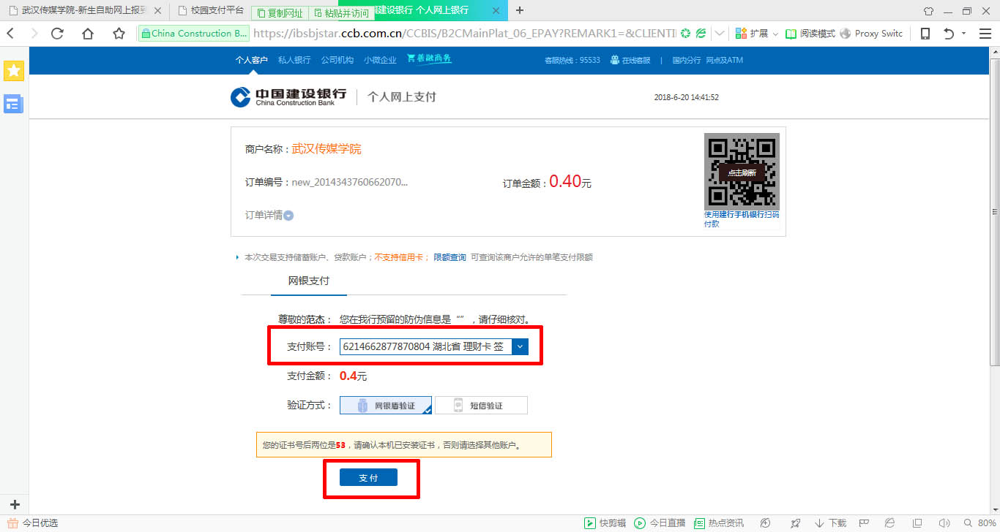 武汉传媒学院-新生自助网上报到
校园支付平台
复制网址
粘贴并访问
国建设银行 个人网上银行
China Construction B...
https://ibsbjstar.ccb.com.cn/CCBIS/B2CMainPlat_06_EPAY?REMARK1=&CLIENTI
扩展
阅读模式
Proxy Switc
个人客户 私人银行 公司机构 小微企业 善融商务
客服热线：95533 在线客服 | 国内分行 网点及ATM
中国建设银行
China Construction Bank
个人网上支付
2018-6-20 14:41:52
商户名称：武汉传媒学院
订单编号：new_2014343760662070...
订单金额：0.40元
点击刷新
订单详情
使用建行手机银行扫码
付款
本次交易支持储蓄账户、贷款账户；不支持信用卡； 限额查询 可查询该商户允许的单笔支付限额
网银支付
尊敬的范杰： 您在我行预留的防伪信息是“”，请仔细核对。
支付账号： 6214662877870804 湖北省 理财卡 签
支付金额： 0.4元
验证方式： 网银盾验证 短信验证
您的证书号后两位是53，请确认本机已安装证书，否则请选择其他账户。
支付
今日优选
快剪辑
今日直播
热点资讯
下载
80%